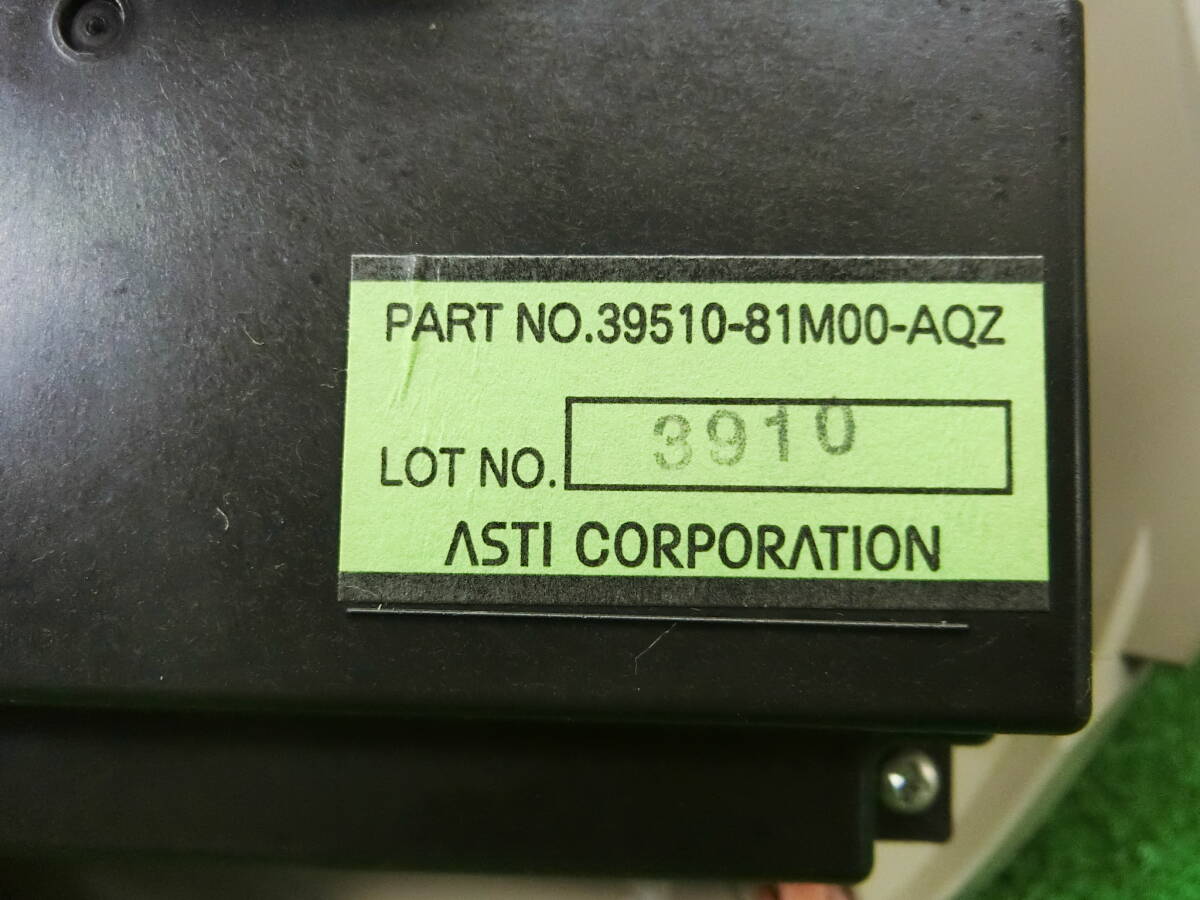 PART NO.39510-81M00-AQZ
LOT NO. 3910
ASTI CORPORATION